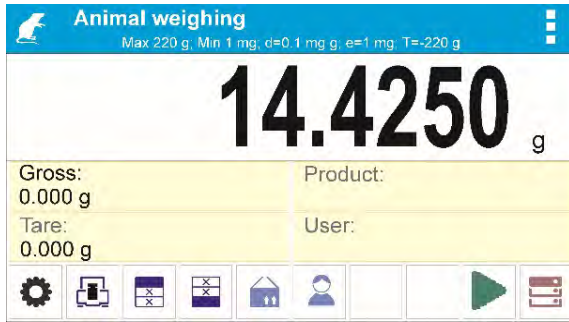 Animal weighing
Max 220 g; Min 1 mg; d=0.1 mg g; e=1 mg; T=-220 g
14.4250 g
Gross:
0.000 g
Product:
Tare:
0.000 g
User: